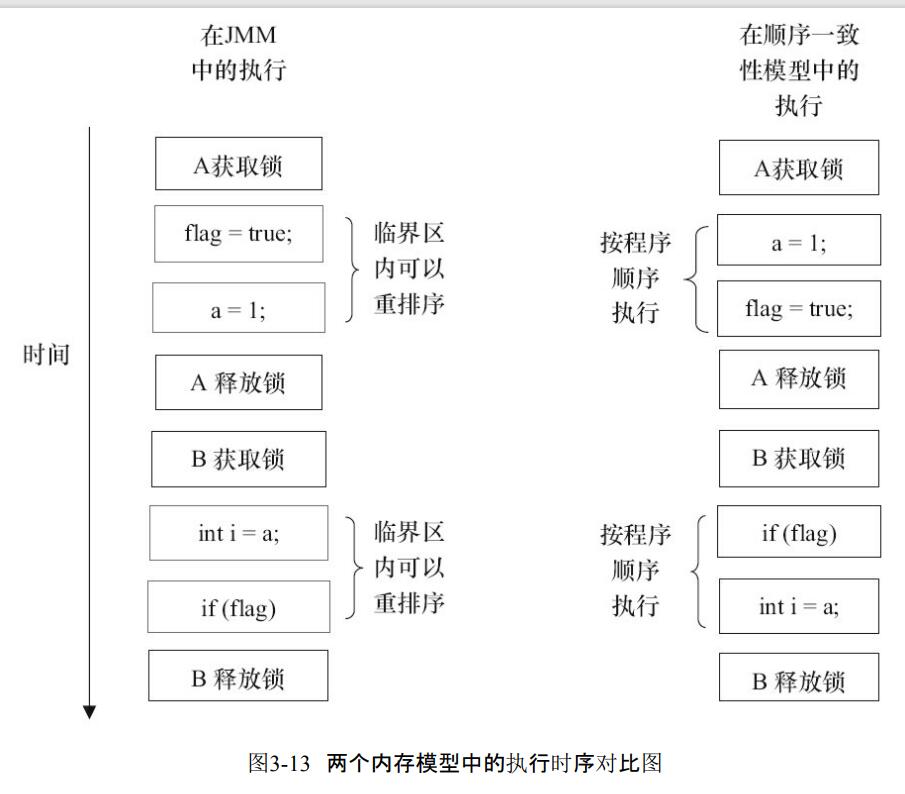 在JMM
中的执行
在顺序一致
性模型中的
执行
时间
A获取锁
flag = true;
a = 1;
临界区
内可以
重排序
A 释放锁
B 获取锁
int i = a;
if (flag)
临界区
内可以
重排序
B 释放锁
A获取锁
按程序
顺序
执行
a = 1;
flag = true;
A 释放锁
B 获取锁
按程序
顺序
执行
if (flag)
int i = a;
B 释放锁
图3-13 两个内存模型中的执行时序对比图